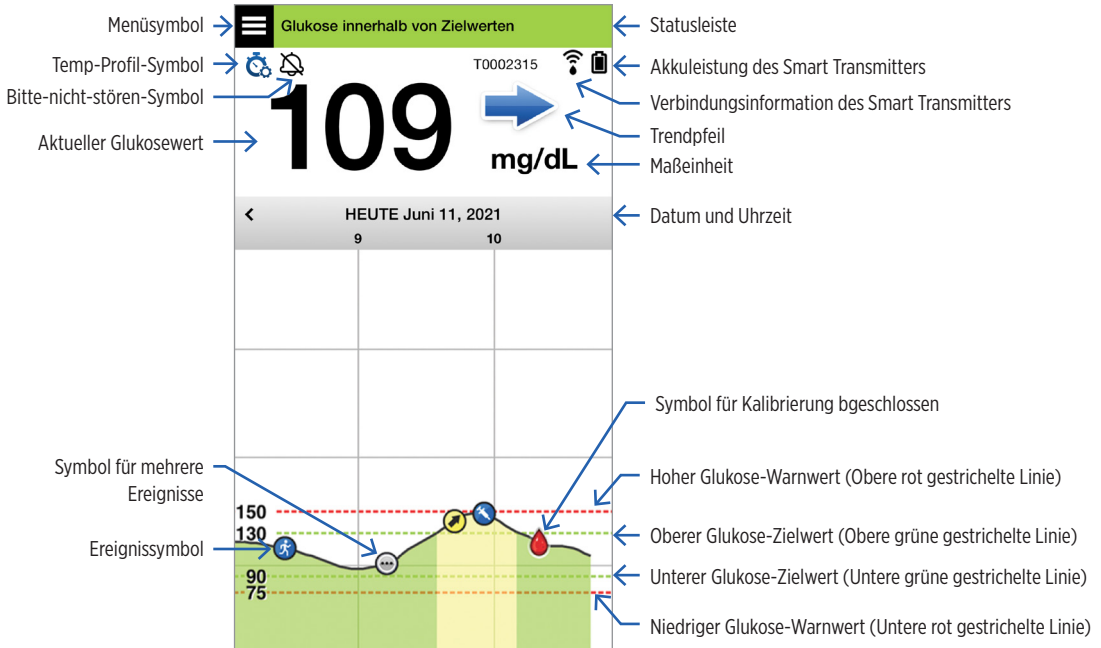 Menüsymbol
Glukose innerhalb von Zielwerten
Statusleiste
Temp-Profil-Symbol
T0002315
Akkuleistung des Smart Transmitters
Bitte-nicht-stören-Symbol
Verbindungsinformation des Smart Transmitters
Aktueller Glukosewert
109
Trendpfeil
mg/dL
Maßeinheit
HEUTE Juni 11, 2021
Datum und Uhrzeit
9
10
Symbol für Kalibrierung bgeschlossen
Symbol für mehrere
Ereignisse
Hoher Glukose-Warnwert (Obere rot gestrichelte Linie)
150
130
Oberer Glukose-Zielwert (Obere grüne gestrichelte Linie)
Ereignissymbol
90
Unterer Glukose-Zielwert (Untere grüne gestrichelte Linie)
75
Niedriger Glukose-Warnwert (Untere rot gestrichelte Linie)